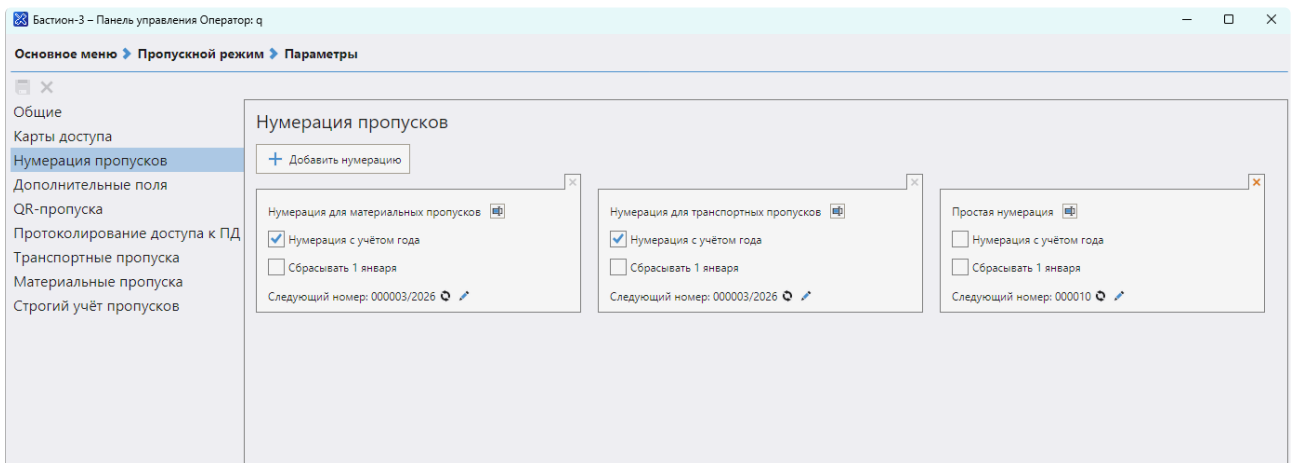 Бастион-3 – Панель управления Оператор: q
Основное меню Пропускной режим Параметры
Общие
Карты доступа
Нумерация пропусков
Дополнительные поля
QR-пропуска
Протоколирование доступа к ПД
Транспортные пропуска
Материальные пропуска
Строгий учёт пропусков
Нумерация пропусков
Добавить нумерацию
Нумерация для материальных пропусков
Нумерация с учётом года
Сбрасывать 1 января
Следующий номер: 000003/2026
Нумерация для транспортных пропусков
Нумерация с учётом года
Сбрасывать 1 января
Следующий номер: 000003/2026
Простая нумерация
Нумерация с учётом года
Сбрасывать 1 января
Следующий номер: 000010